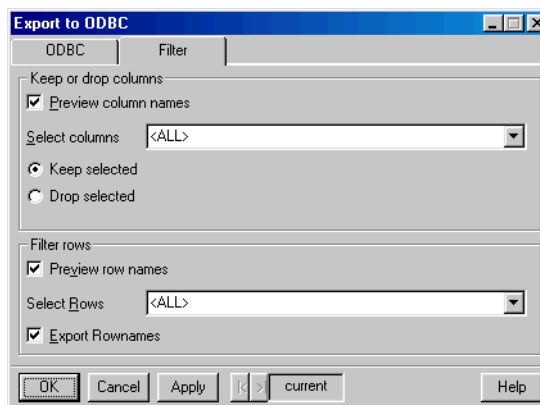 Export to ODBC
ODBC Filter
Keep or drop columns
Preview column names
Select columns <ALL>
Keep selected
Drop selected
Filter rows
Preview row names
Select Rows <ALL>
Export Rownames
OK Cancel Apply current Help